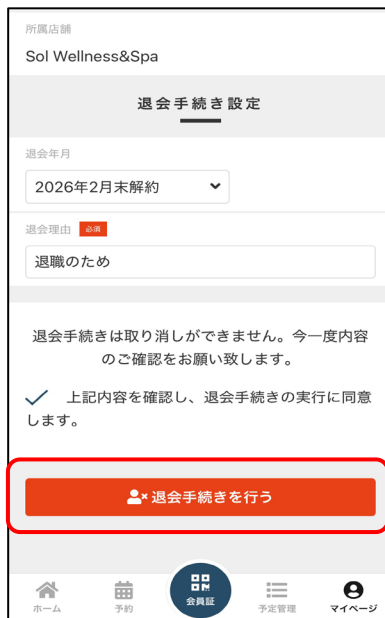 所属店舗
Sol Wellness&Spa
退会手続き設定
退会年月
2026年2月末解約
退会理由 必須
退職のため
退会手続きは取り消しができません。今一度内容
のご確認をお願い致します。
上記内容を確認し、退会手続きの実行に同意
します。
退会手続きを行う
ホーム 予約 会員証 予定管理 マイページ